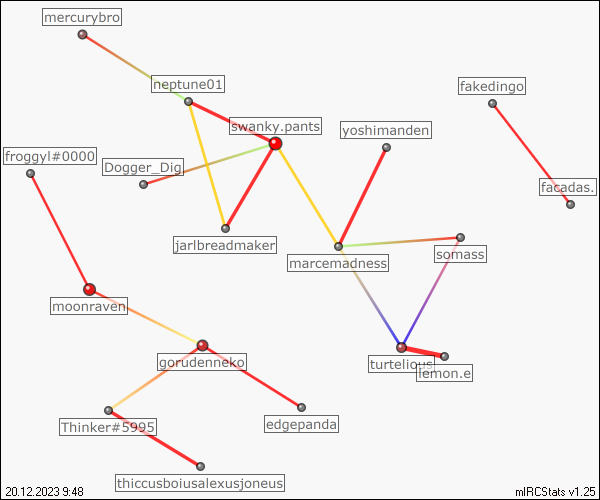 mercurybro
neptune01
fakedingo
swanky.pants
yoshimanden
froggyl#0000
Dogger_Dig
facadas.
jarlbreadmaker
marcemadness
somass
moonraven
gorudenneko
turtelious
lemon.e
Thinker#5995
edgepanda
thiccusboiusalexusjoneus
20.12.2023 9:48
mIRCStats v1.25